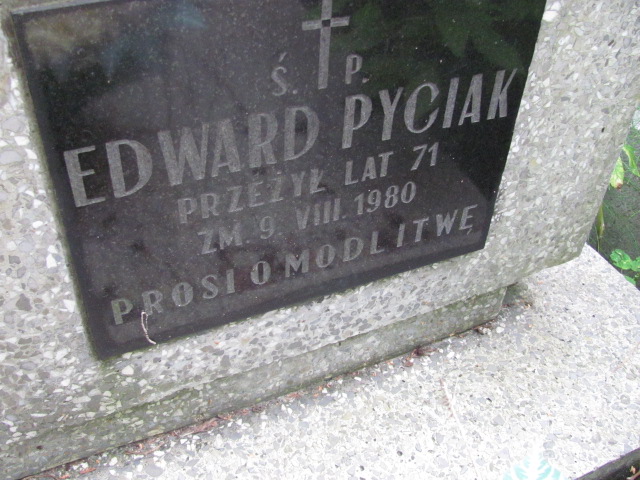 Ś. P.
EDWARD PYCIAK
PRZEŻYŁ LAT 71
ZM. 9. VIII. 1980
PROSI O MODLITWĘ